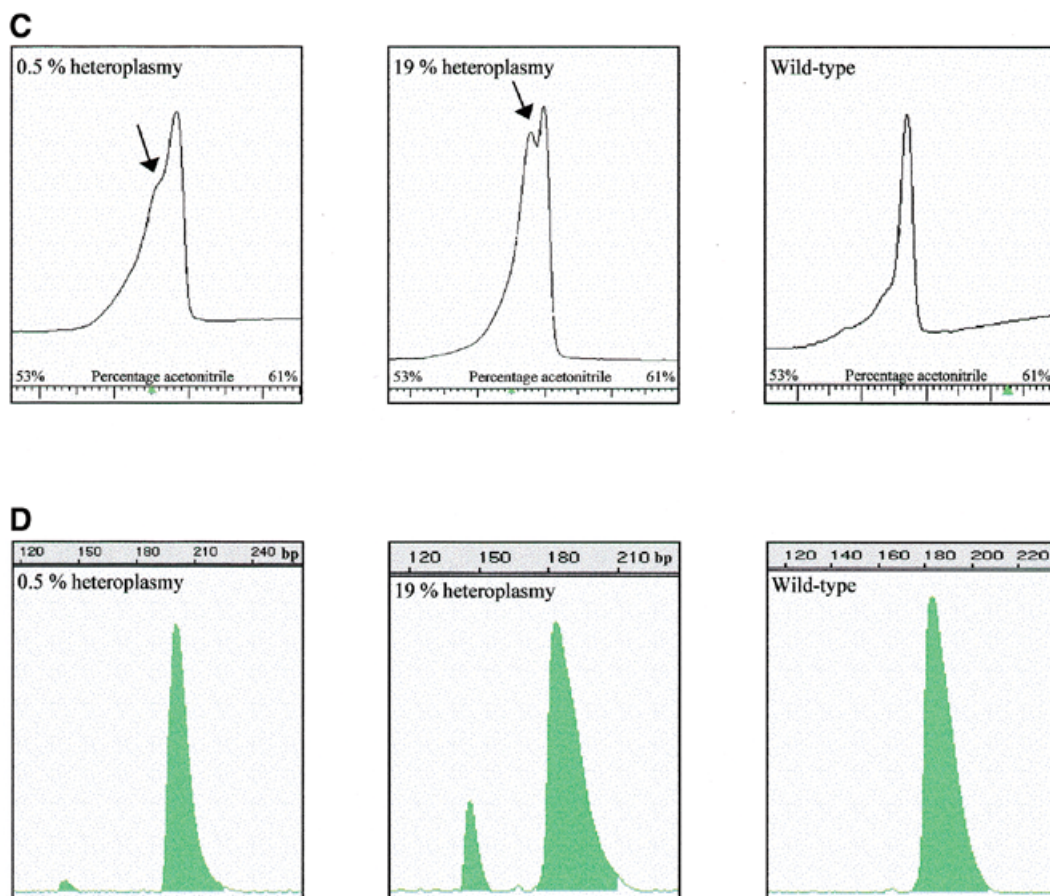 C
0.5 % heteroplasmy
19 % heteroplasmy
Wild-type
53% Percentage acetonitrile 61%
53% Percentage acetonitrile 61%
53% Percentage acetonitrile 61%
D
120 150 180 210 240 bp
120 150 180 210 bp
120 140 160 180 200 220
0.5 % heteroplasmy
19 % heteroplasmy
Wild-type